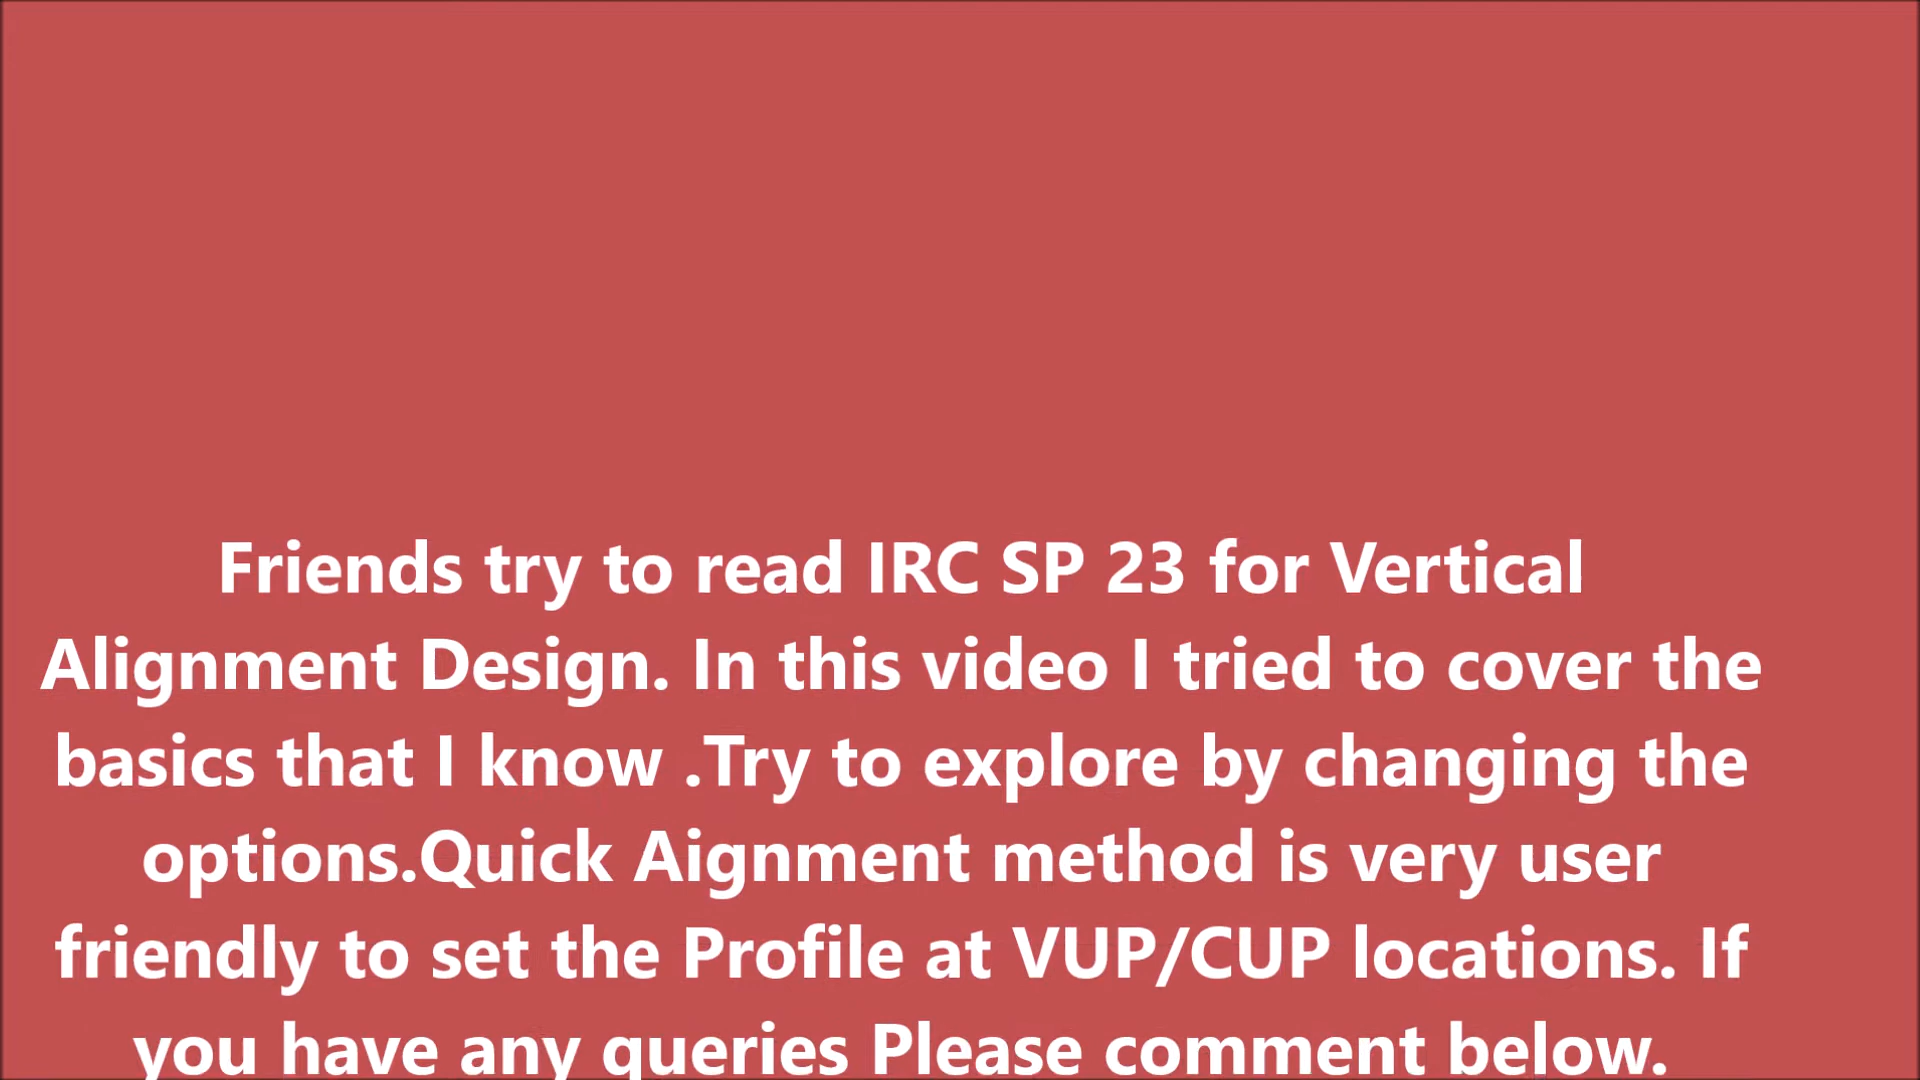 Friends try to read IRC SP 23 for Vertical
Alignment Design. In this video I tried to cover the
basics that I know .Try to explore by changing the
options.Quick Aignment method is very user
friendly to set the Profile at VUP/CUP locations. If
you have any queries Please comment below.